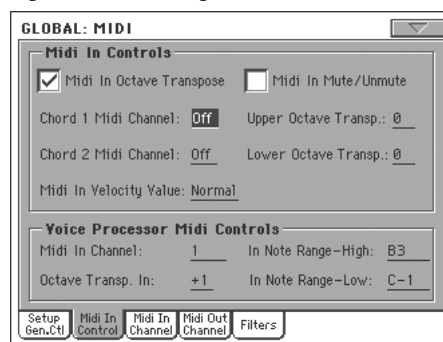 GLOBAL: MIDI
Midi In Controls
Midi In Octave Transpose Midi In Mute/Unmute
Chord 1 Midi Channel: Off Upper Octave Transp.: 0
Chord 2 Midi Channel: Off Lower Octave Transp.: 0
Midi In Velocity Value: Normal
Voice Processor Midi Controls
Midi In Channel: 1 In Note Range-High: B3
Octave Transp. In: +1 In Note Range-Low: C-1
Setup Midi In Midi In Midi Out Filters
Gen.Ctl Control Channel Channel